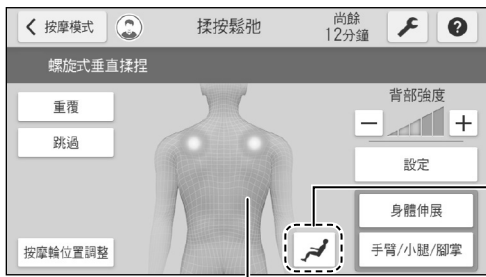 按摩模式
揉按鬆弛
尚餘
12分鐘
?
螺旋式垂直揉捏
重覆
跳過
背部強度
− +
設定
身體伸展
按摩輪位置調整
手臂/小腿/腳掌